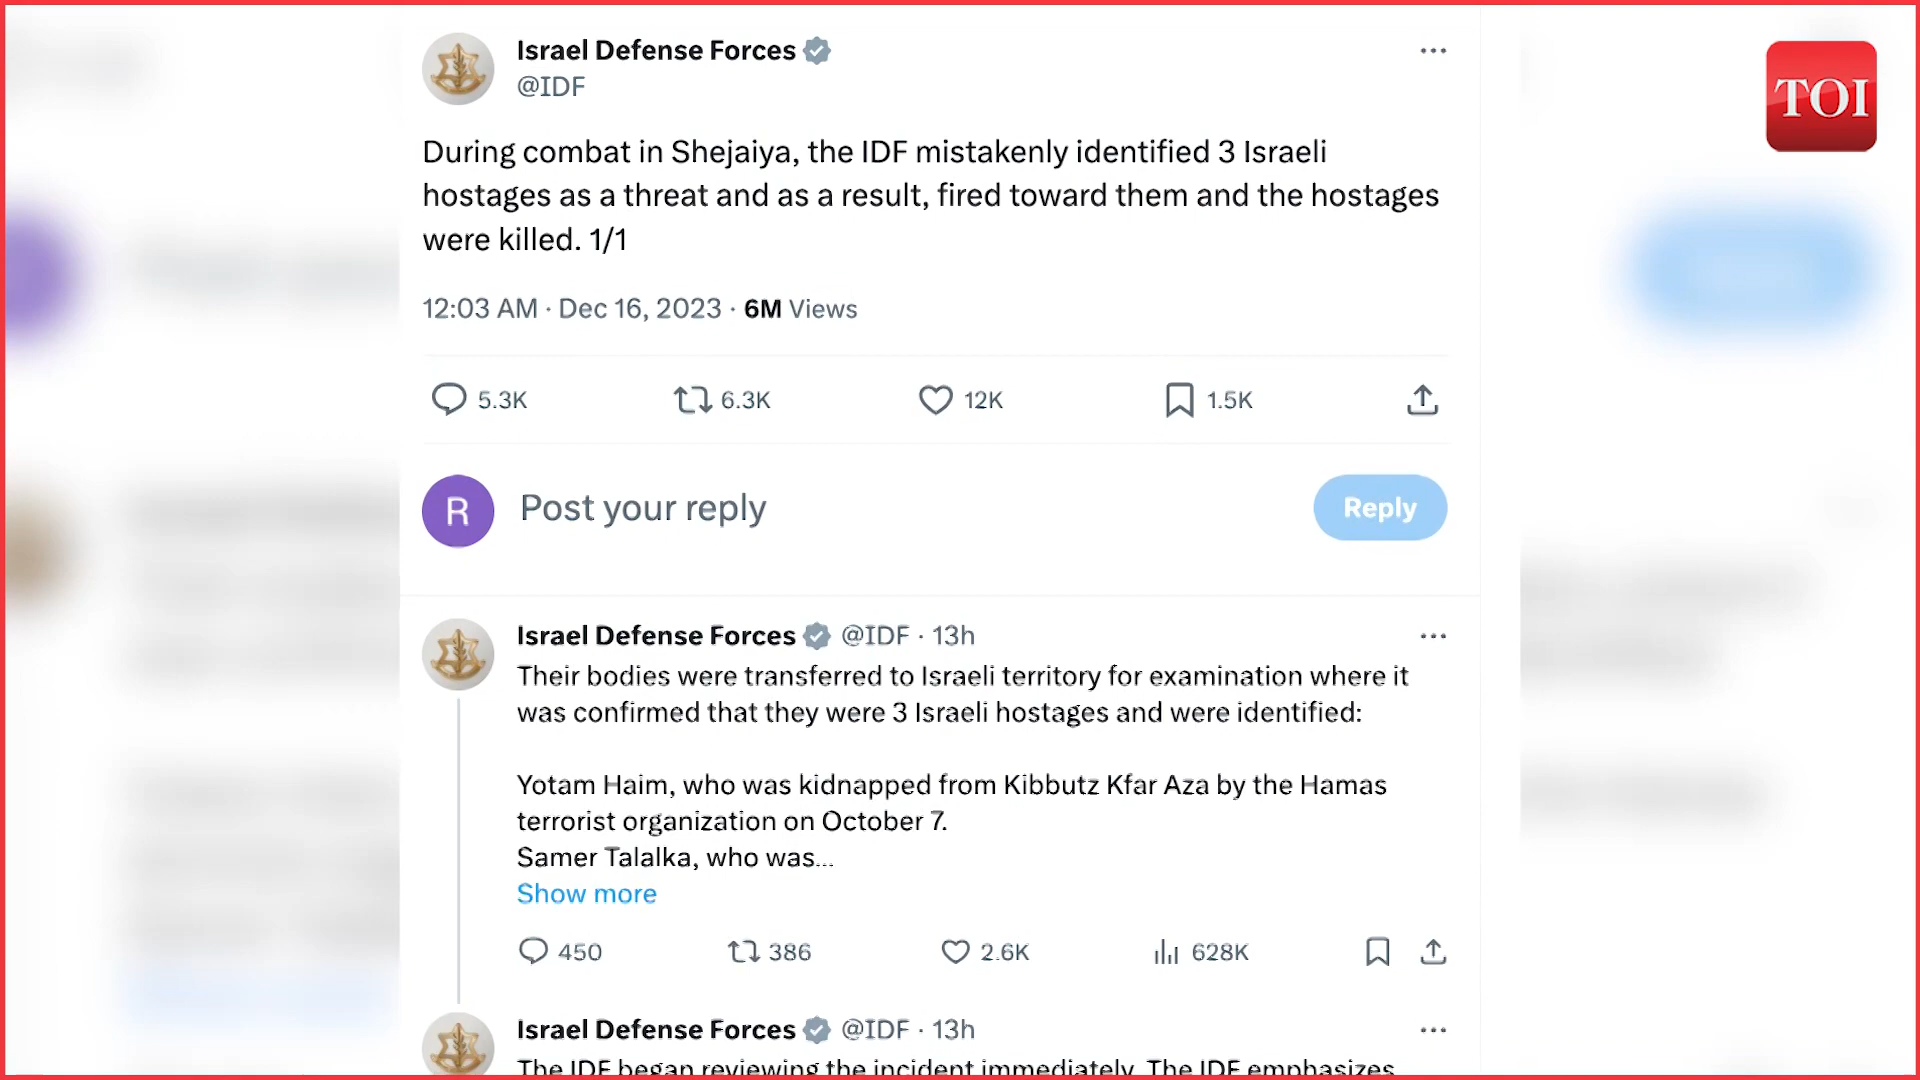 Israel Defense Forces
@IDF
TOI
During combat in Shejaiya, the IDF mistakenly identified 3 Israeli
hostages as a threat and as a result, fired toward them and the hostages
were killed. 1/1
12:03 AM · Dec 16, 2023 · 6M Views
5.3K 6.3K 12K 1.5K
R Post your reply Reply
Israel Defense Forces @IDF · 13h
Their bodies were transferred to Israeli territory for examination where it
was confirmed that they were 3 Israeli hostages and were identified:
Yotam Haim, who was kidnapped from Kibbutz Kfar Aza by the Hamas
terrorist organization on October 7.
Samer Talalka, who was...
Show more
450 386 2.6K 628K
Israel Defense Forces @IDF · 13h
The IDF began reviewing the incident immediately. The IDF emphasizes